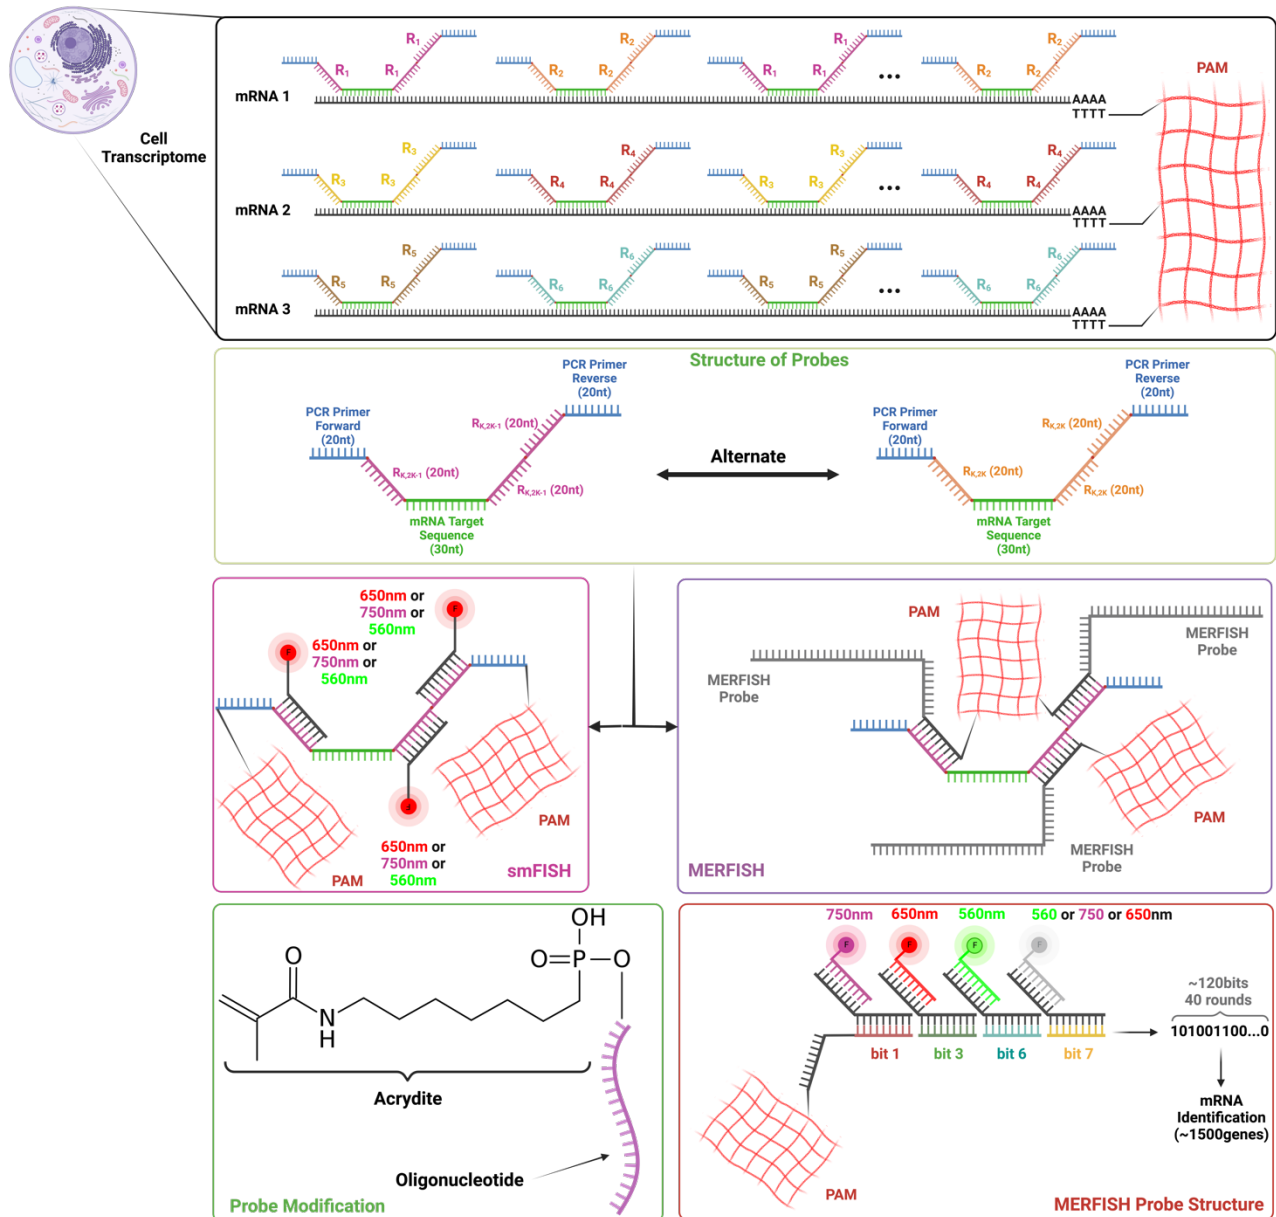 Cell
Transcriptome
PAM
R1 R1 R1 R2 R2 R2 R1 R1 R1 R2 R2 R2
mRNA 1
...
AAAA
TTTT
R3 R3 R3 R4 R4 R4 R3 R3 R3 R4 R4 R4
mRNA 2
...
AAAA
TTTT
R5 R5 R5 R6 R6 R6 R5 R5 R5 R6 R6 R6
mRNA 3
...
AAAA
TTTT
Structure of Probes
PCR Primer
Forward
(20nt)
PCR Primer
Reverse
(20nt)
RK,2K-1 (20nt)
RK,2K-1 (20nt)
RK,2K-1 (20nt)
mRNA Target
Sequence
(30nt)
Alternate
PCR Primer
Forward
(20nt)
PCR Primer
Reverse
(20nt)
RK,2K (20nt)
RK,2K (20nt)
RK,2K (20nt)
mRNA Target
Sequence
(30nt)
650nm or
750nm or
560nm
F
650nm or
750nm or
560nm
F
F
650nm or
750nm or
560nm
PAM
PAM
smFISH
PAM
MERFISH
Probe
MERFISH
Probe
PAM
MERFISH
Probe
MERFISH
OH
O=P–O
O
N
H
Acrydite
Oligonucleotide
Probe Modification
750nm 650nm 560nm 560 or 750 or 650nm
F F F F
~120bits
40 rounds
101001100...0
bit 1 bit 3 bit 6 bit 7
mRNA
Identification
(~1500genes)
PAM
MERFISH Probe Structure